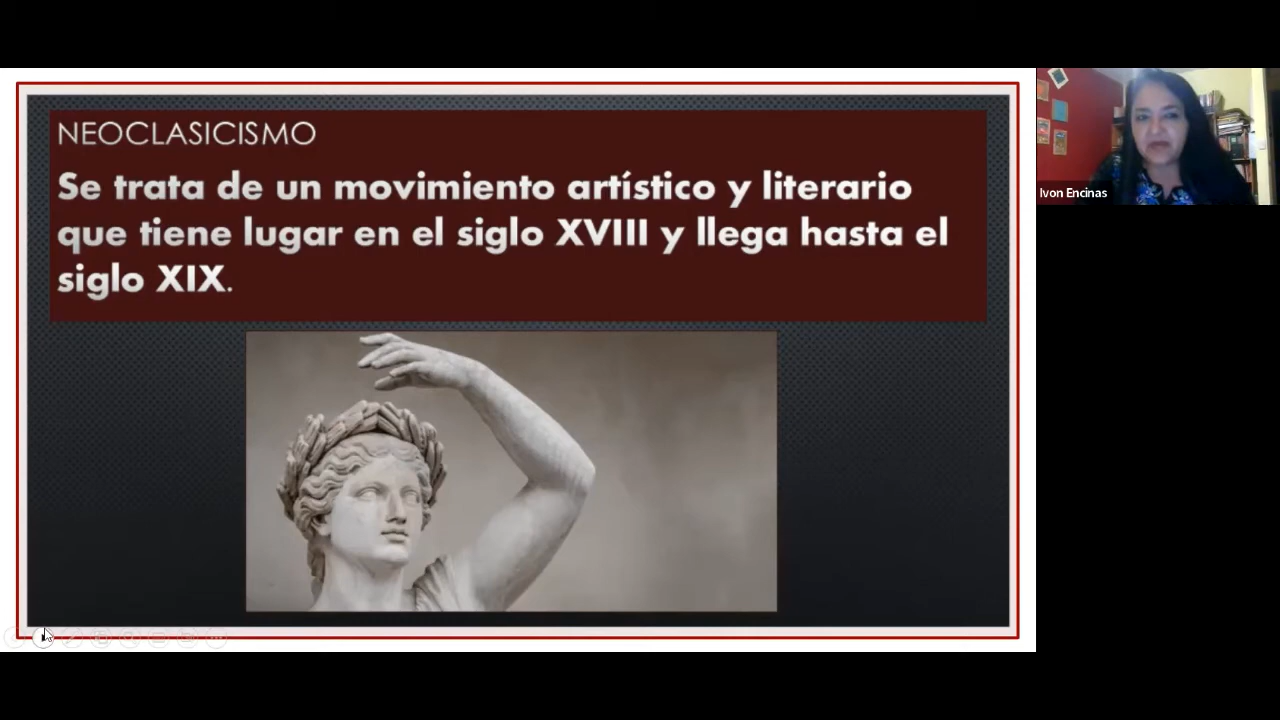 NEOCLASICISMO
Se trata de un movimiento artístico y literario
que tiene lugar en el siglo XVIII y llega hasta el
siglo XIX.
Ivon Encinas